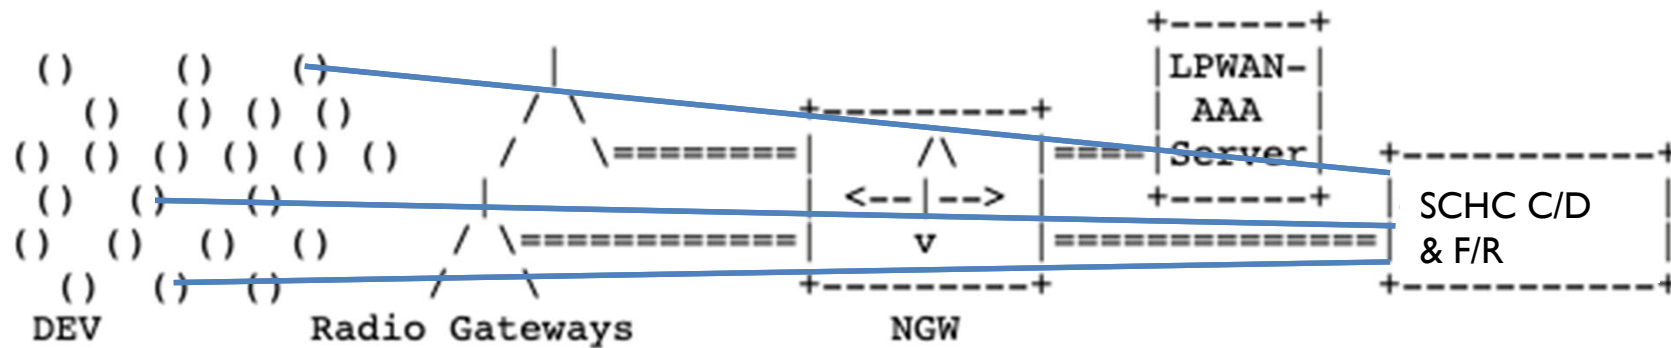 LPWAN-
AAA
Server
SCHC C/D
& F/R
DEV
Radio Gateways
NGW